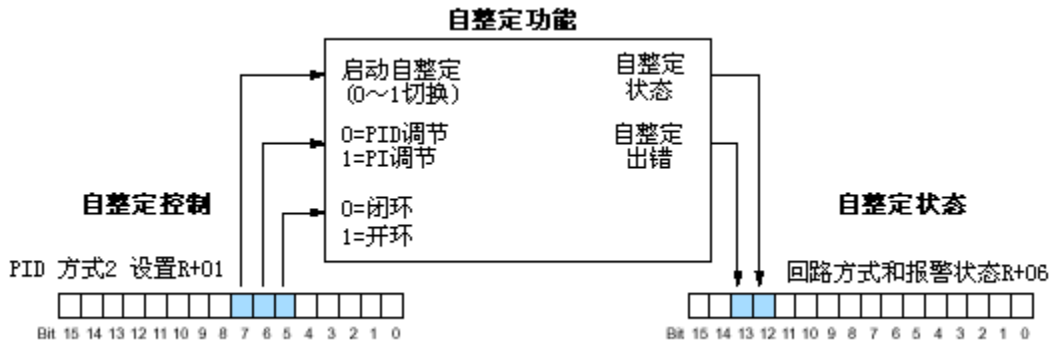 自整定功能
启动自整定
(0～1切换)
自整定
状态
0=PID调节
1=PI调节
自整定
出错
自整定控制
0=闭环
1=开环
自整定状态
PID 方式2 设置R+01
回路方式和报警状态R+06
Bit 15 14 13 12 11 10 9 8 7 6 5 4 3 2 1 0
Bit 15 14 13 12 11 10 9 8 7 6 5 4 3 2 1 0